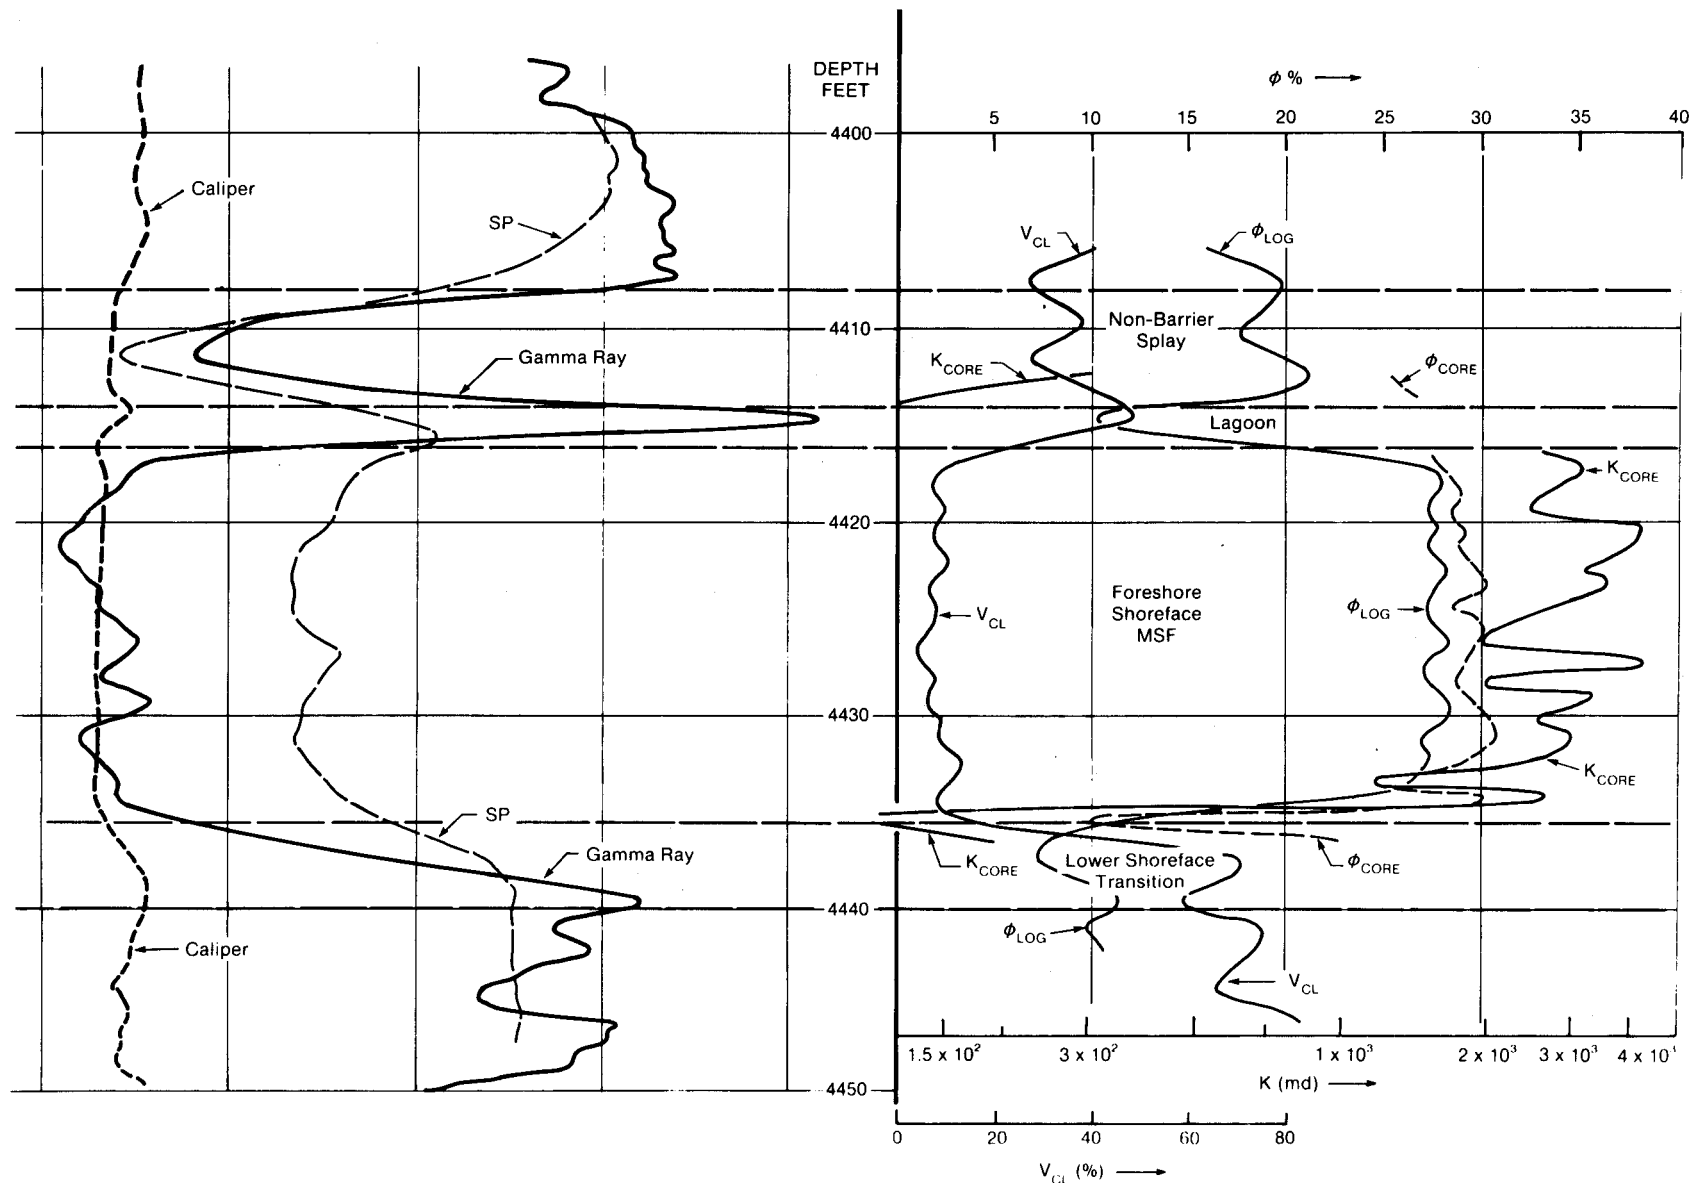 DEPTH
FEET
ϕ % →
5 10 15 20 25 30 35 40
4400
Caliper
SP
V_CL
ϕ_LOG
Non-Barrier
Splay
4410
Gamma Ray
K_CORE
ϕ_CORE
Lagoon
K_CORE
4420
Foreshore
Shoreface
MSF
V_CL
ϕ_LOG
4430
K_CORE
SP
Gamma Ray
K_CORE
Lower Shoreface
Transition
ϕ_CORE
4440
ϕ_LOG
Caliper
V_CL
1.5 x 10² 3 x 10² 1 x 10³ 2 x 10³ 3 x 10³
K (md) →
4450
0 20 40 60 80
V_CL (%) →